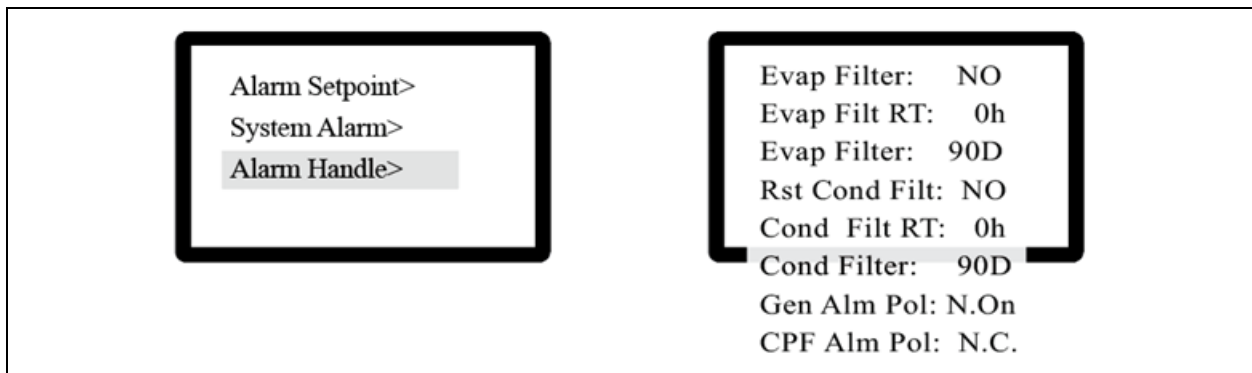 Alarm Setpoint>
System Alarm>
Alarm Handle>
Evap Filter: NO
Evap Filt RT: 0h
Evap Filter: 90D
Rst Cond Filt: NO
Cond Filt RT: 0h
Cond Filter: 90D
Gen Alm Pol: N.On
CPF Alm Pol: N.C.